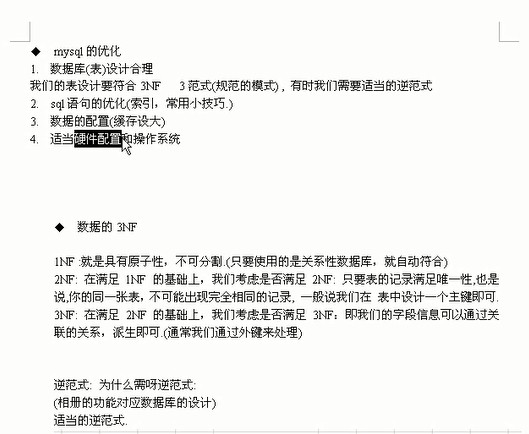 ◆ mysql 的优化
1. 数据库(表)设计合理
我们的表设计要符合 3NF 3 范式(规范的模式) , 有时我们需要适当的逆范式
2. sql 语句的优化(索引，常用小技巧.)
3. 数据的配置(缓存设大)
4. 适当硬件配置和操作系统
◆ 数据的 3NF
1NF :就是具有原子性，不可分割.(只要使用的是关系性数据库，就自动符合)
2NF: 在满足 1NF 的基础上，我们考虑是否满足 2NF: 只要表的记录满足唯一性,也是
说,你的同一张表，不可能出现完全相同的记录, 一般说我们在 表中设计一个主键即可.
3NF: 在满足 2NF 的基础上，我们考虑是否满足 3NF：即我们的字段信息可以通过关
联的关系，派生即可.(通常我们通过外键来处理)
逆范式: 为什么需呀逆范式:
(相册的功能对应数据库的设计)
适当的逆范式.